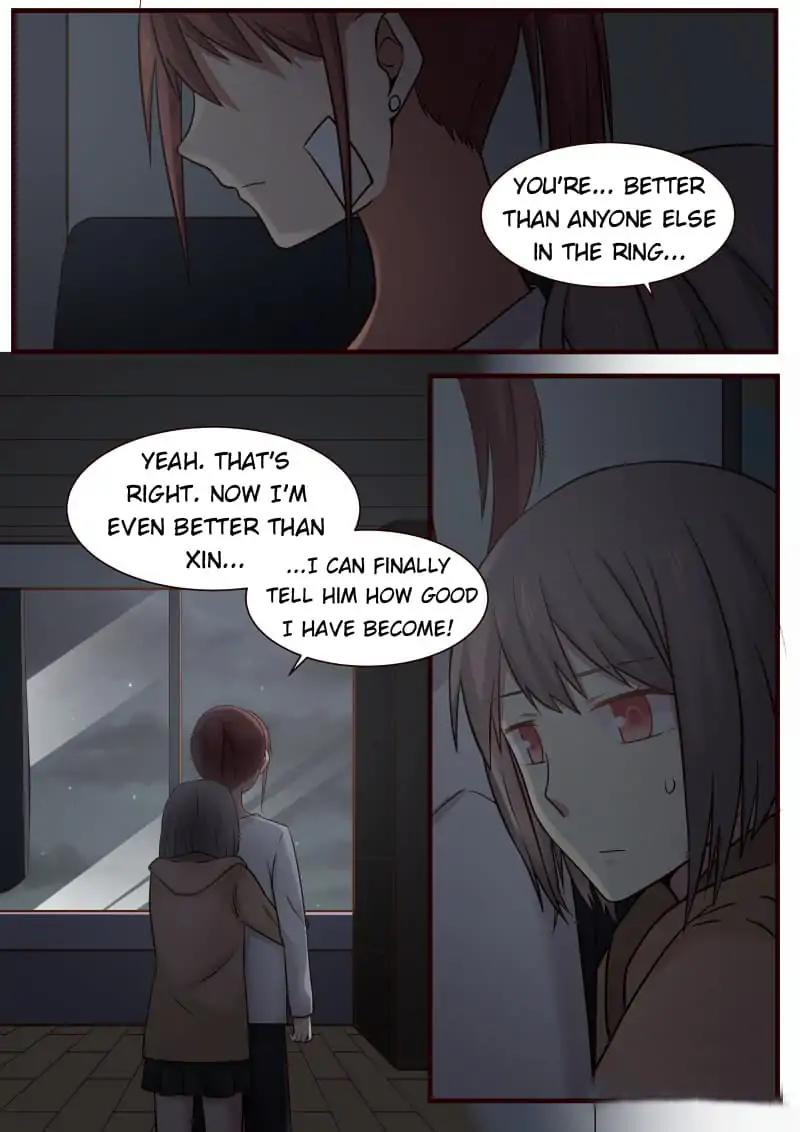 YOU'RE... BETTER
THAN ANYONE ELSE
IN THE RING...
YEAH. THAT'S
RIGHT. NOW I'M
EVEN BETTER THAN
XIN...
...I CAN FINALLY
TELL HIM HOW GOOD
I HAVE BECOME!